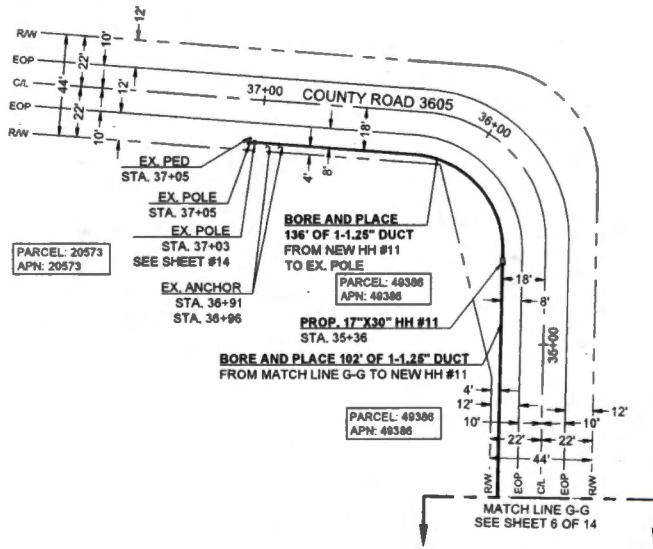 R/W
EOP
C/L
EOP
R/W
44'
22'
22'
10'
10'
12'
12'
37+00
COUNTY ROAD 3605
36+00
18'
4'
8'
EX. PED
STA. 37+05
EX. POLE
STA. 37+05
EX. POLE
STA. 37+03
SEE SHEET #14
EX. ANCHOR
STA. 36+91
STA. 36+96
PARCEL: 20573
APN: 20573
BORE AND PLACE
136' OF 1-1.25" DUCT
FROM NEW HH #11
TO EX. POLE
PARCEL: 49386
APN: 49386
18'
8'
PROP. 17"X30" HH #11
STA. 35+36
35+00
BORE AND PLACE 102' OF 1-1.25" DUCT
FROM MATCH LINE G-G TO NEW HH #11
PARCEL: 49386
APN: 49386
4'
12'
12'
10'
10'
22'
22'
44'
R/W
EOP
C/L
EOP
R/W
MATCH LINE G-G
SEE SHEET 6 OF 14